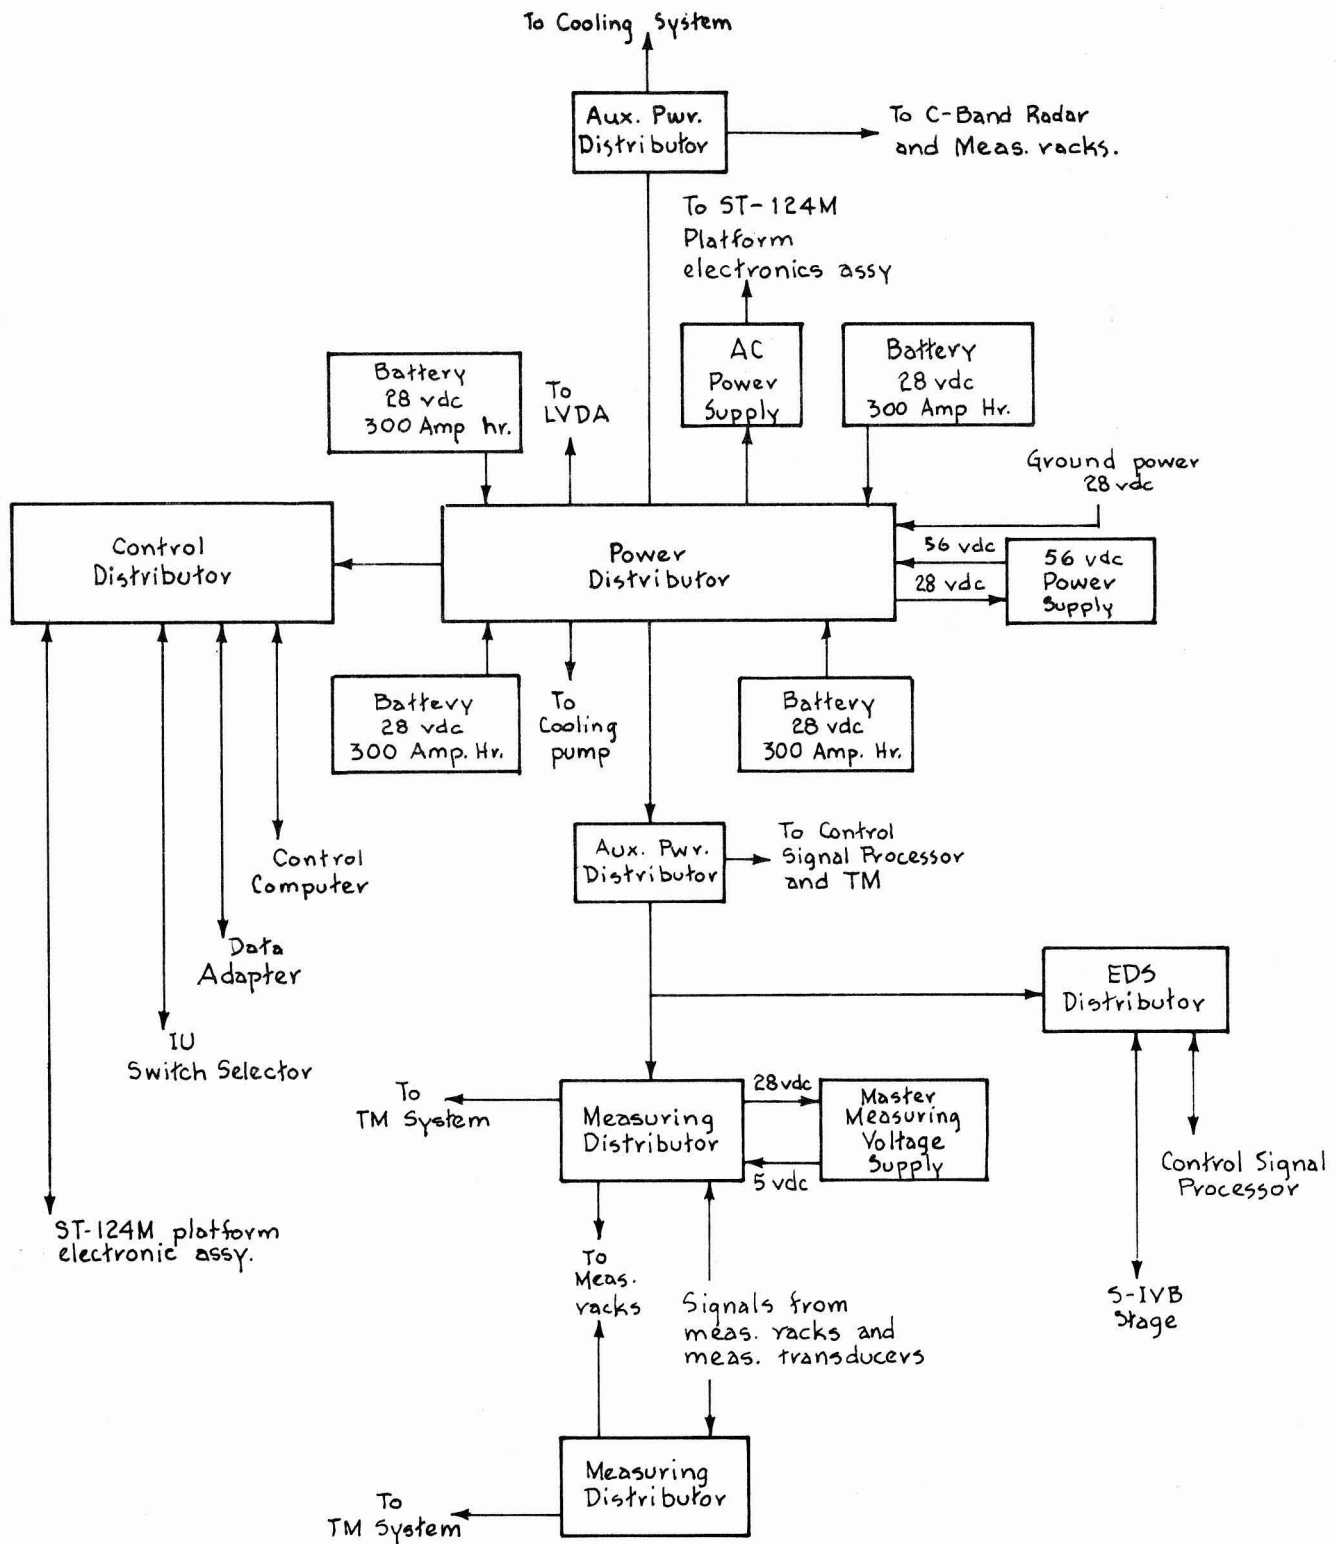 To Cooling System
Aux. Pwr.
Distributor
To C-Band Radar
and Meas. racks.
To ST-124M
Platform
electronics assy
Battery
28 vdc
300 Amp hr.
To
LVDA
AC
Power
Supply
Battery
28 vdc
300 Amp Hr.
Ground power
28 vdc
Control
Distributor
Power
Distributor
56 vdc
28 vdc
56 vdc
Power
Supply
Battery
28 vdc
300 Amp. Hr.
To
Cooling
pump
Battery
28 vdc
300 Amp. Hr.
Aux. Pwr.
Distributor
To Control
Signal Processor
and TM
Control
Computer
Data
Adapter
IU
Switch Selector
ST-124M platform
electronic assy.
EDS
Distributor
To
TM System
Measuring
Distributor
28 vdc
5 vdc
Master
Measuring
Voltage
Supply
Control Signal
Processor
S-IVB
Stage
To
Meas.
racks
Signals from
meas. racks and
meas. transducers
Measuring
Distributor
To
TM System